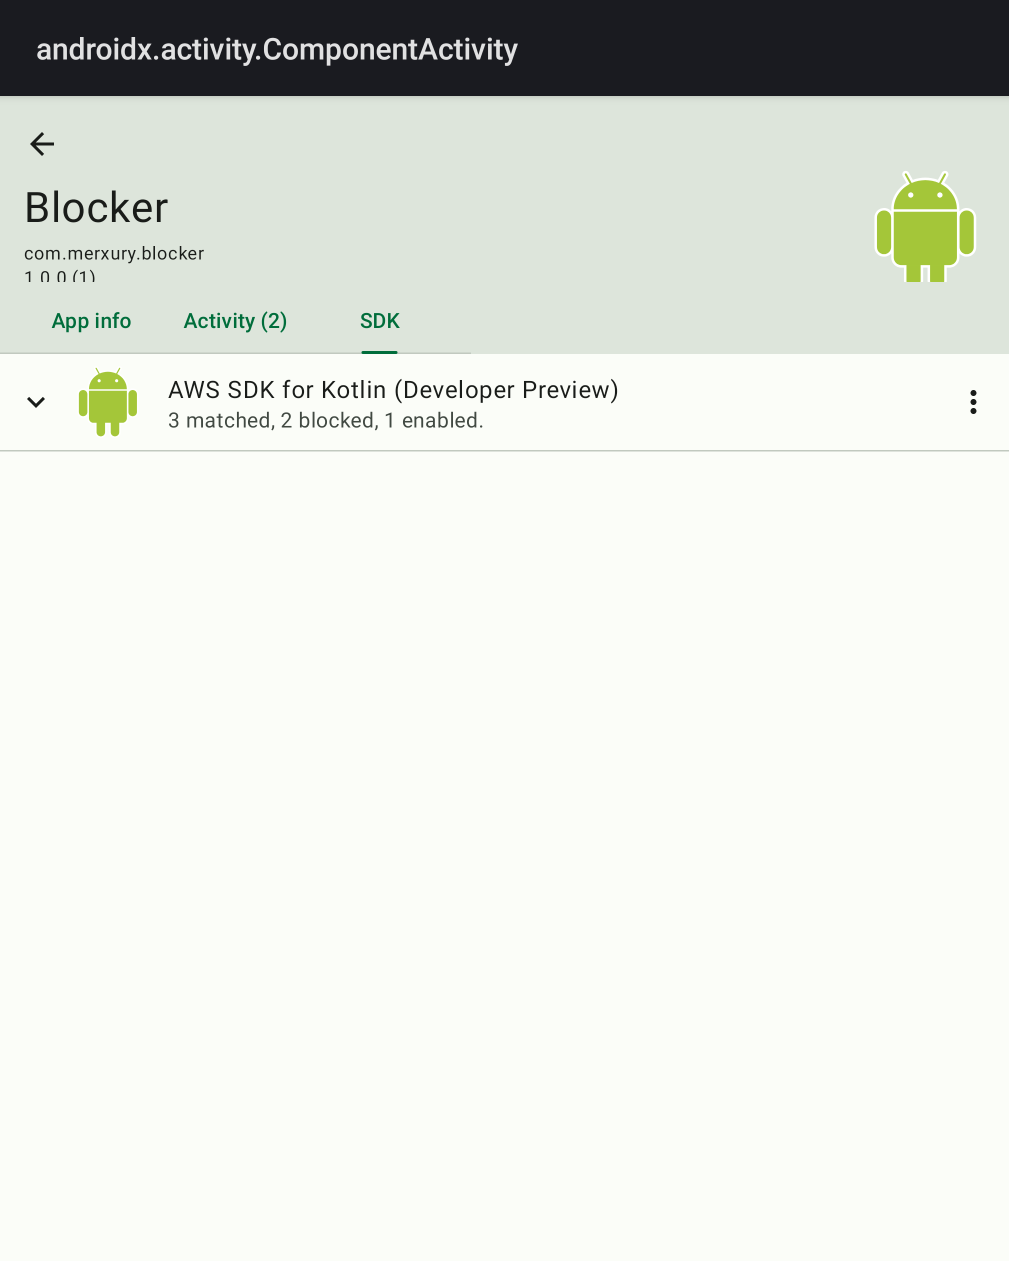 androidx.activity.ComponentActivity
Blocker
com.merxury.blocker
1.0.0 (1)
App info
Activity (2)
SDK
AWS SDK for Kotlin (Developer Preview)
3 matched, 2 blocked, 1 enabled.